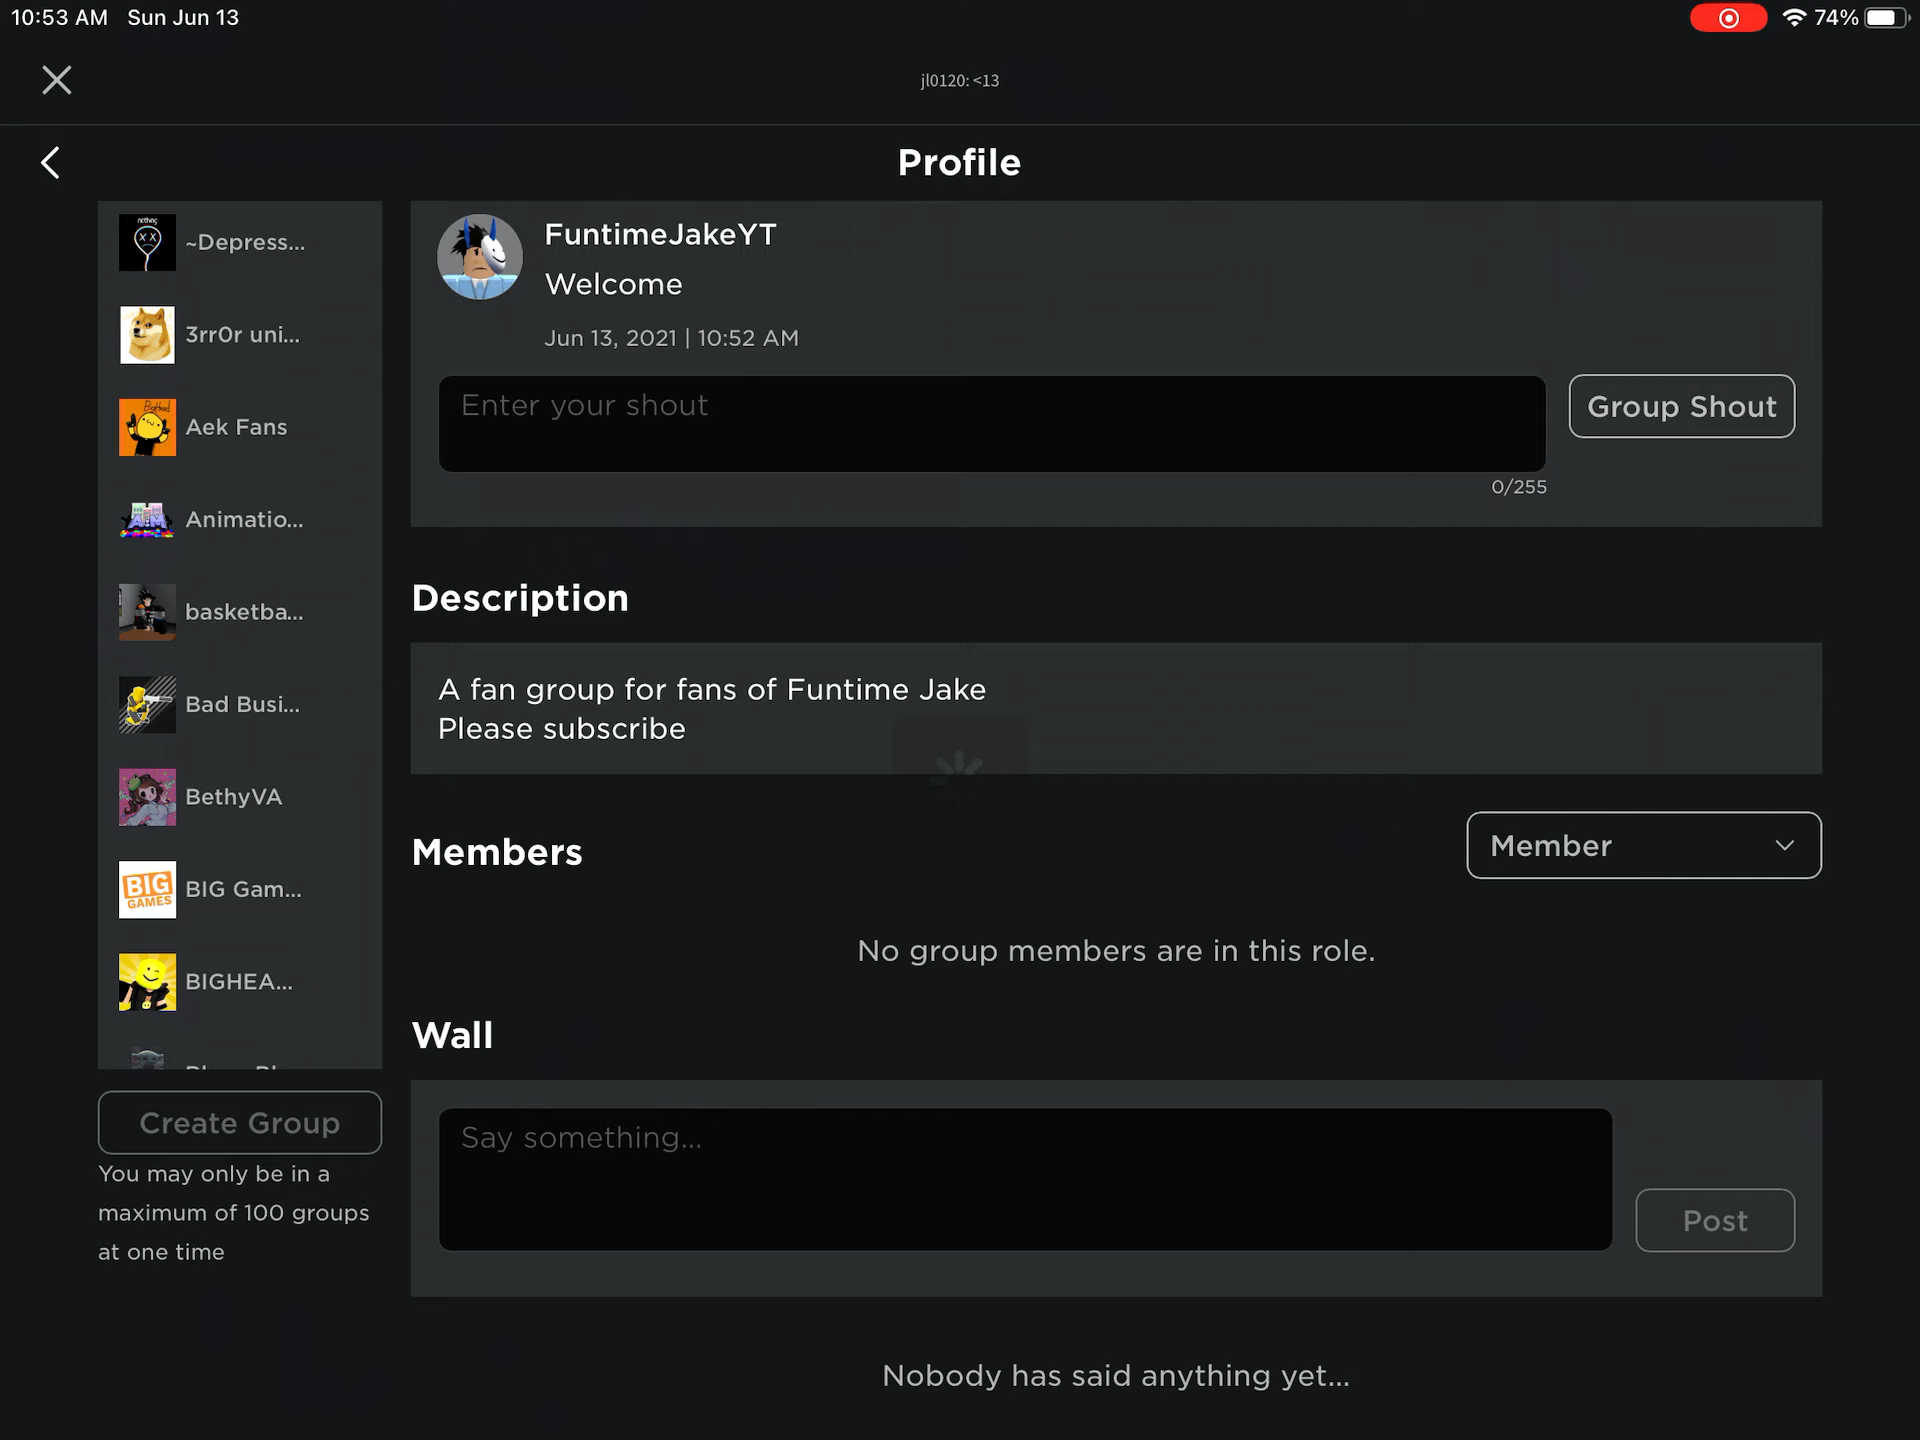 10:53 AM Sun Jun 13
74%
jl0120: <13
Profile
~Depress...
3rr0r uni...
Aek Fans
Animatio...
basketba...
Bad Busi...
BethyVA
BIG GAMES
BIG Gam...
BIGHEA...
Create Group
You may only be in a
maximum of 100 groups
at one time
FuntimeJakeYT
Welcome
Jun 13, 2021 | 10:52 AM
Enter your shout
Group Shout
0/255
Description
A fan group for fans of Funtime Jake
Please subscribe
Members
Member
No group members are in this role.
Wall
Say something...
Post
Nobody has said anything yet...